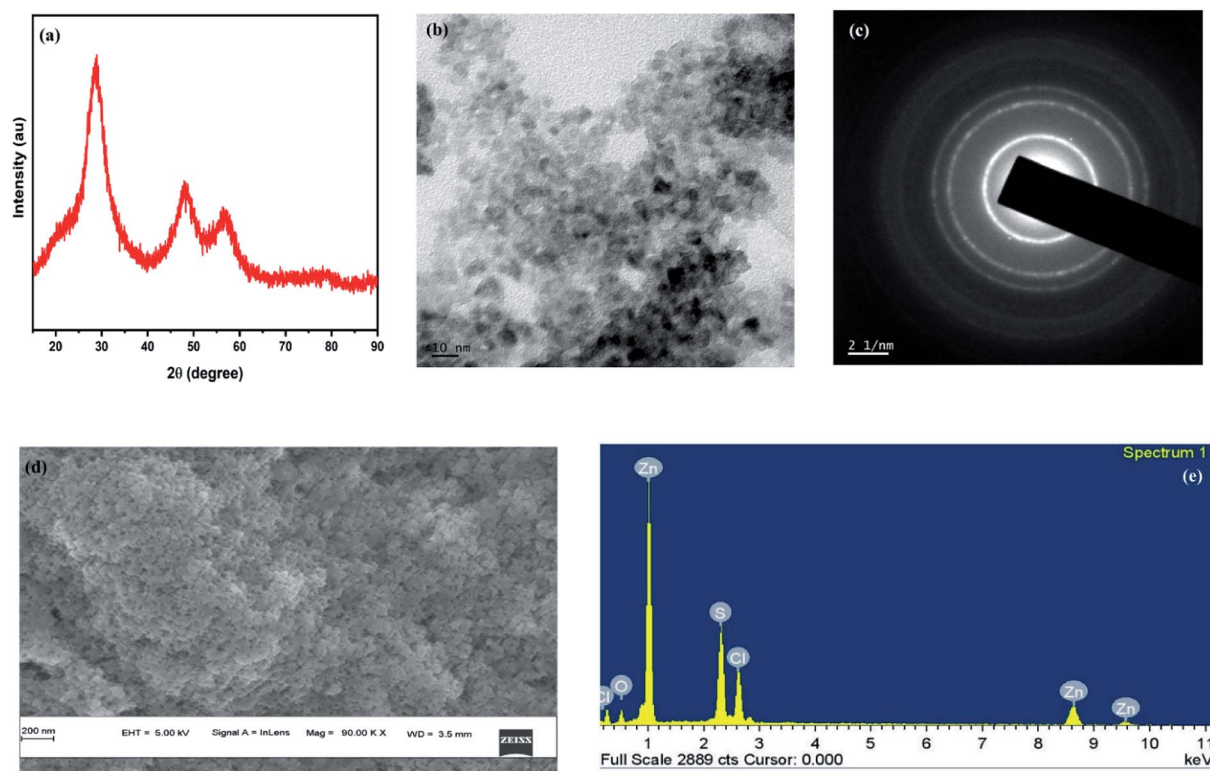 (a)
Intensity (au)
20 30 40 50 60 70 80 90
2θ (degree)
(b)
10 nm
(c)
2 1/nm
(d)
200 nm
EHT = 5.00 kV Signal A = InLens Mag = 90.00 K X WD = 3.5 mm
ZEISS
Spectrum 1
(e)
Zn
S
Cl
Cl O Zn Zn
1 2 3 4 5 6 7 8 9 10 11
Full Scale 2889 cts Cursor: 0.000 keV